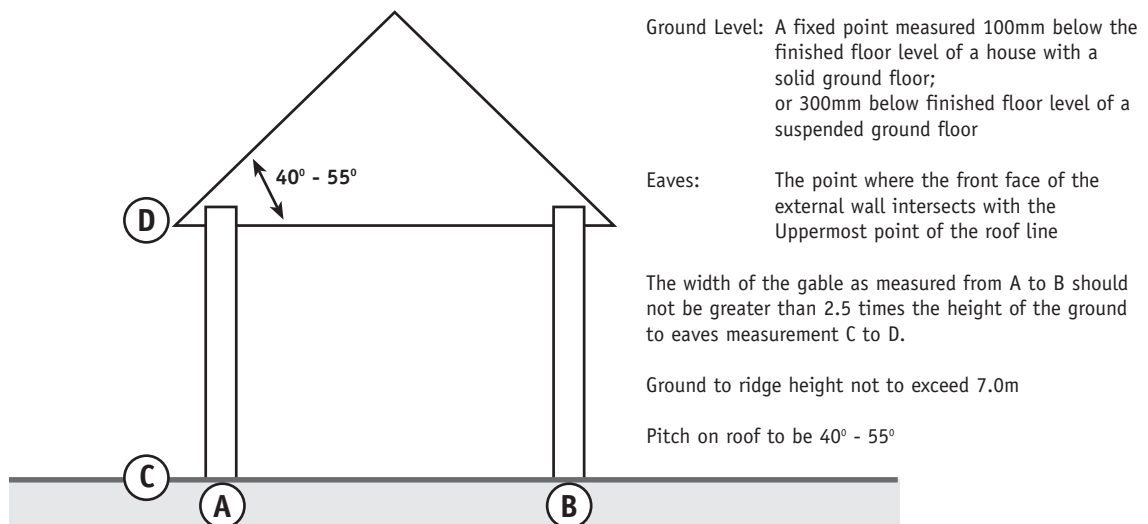 Ground Level: A fixed point measured 100mm below the
finished floor level of a house with a
solid ground floor;
or 300mm below finished floor level of a
suspended ground floor
40⁰ - 55⁰
Eaves: The point where the front face of the
external wall intersects with the
Uppermost point of the roof line
D
The width of the gable as measured from A to B should
not be greater than 2.5 times the height of the ground
to eaves measurement C to D.
Ground to ridge height not to exceed 7.0m
Pitch on roof to be 40⁰ - 55⁰
C
A
B